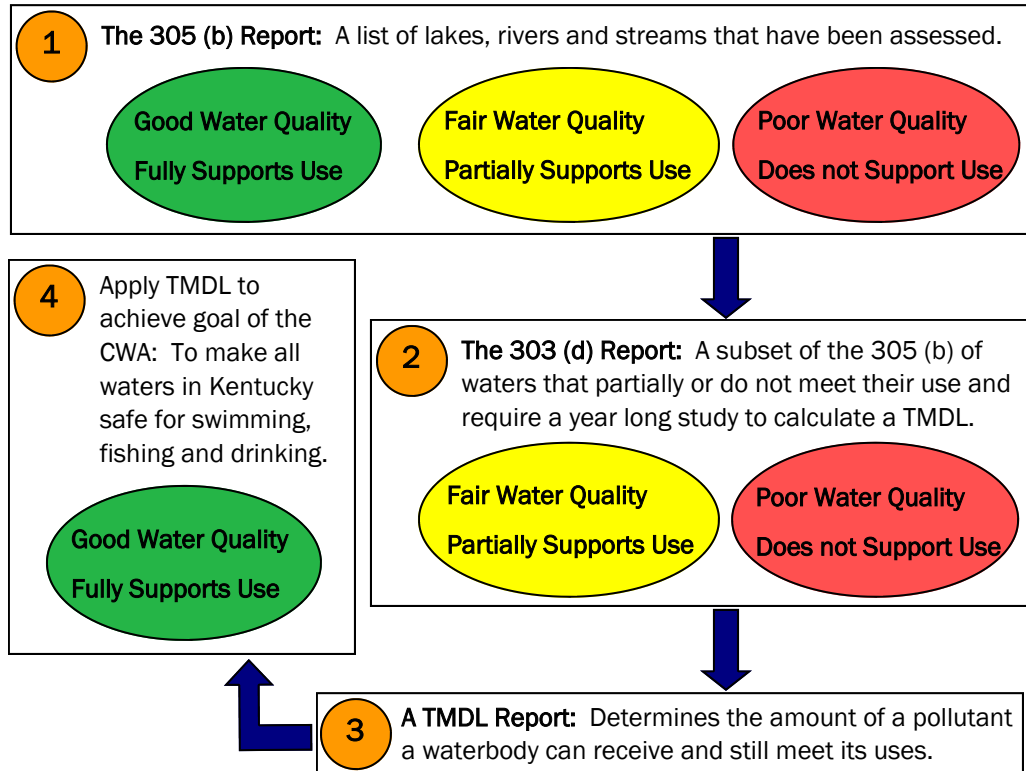 1
The 305 (b) Report: A list of lakes, rivers and streams that have been assessed.
Good Water Quality
Fully Supports Use
Fair Water Quality
Partially Supports Use
Poor Water Quality
Does not Support Use
2
The 303 (d) Report: A subset of the 305 (b) of
waters that partially or do not meet their use and
require a year long study to calculate a TMDL.
Fair Water Quality
Partially Supports Use
Poor Water Quality
Does not Support Use
3
A TMDL Report: Determines the amount of a pollutant
a waterbody can receive and still meet its uses.
4
Apply TMDL to
achieve goal of the
CWA: To make all
waters in Kentucky
safe for swimming,
fishing and drinking.
Good Water Quality
Fully Supports Use